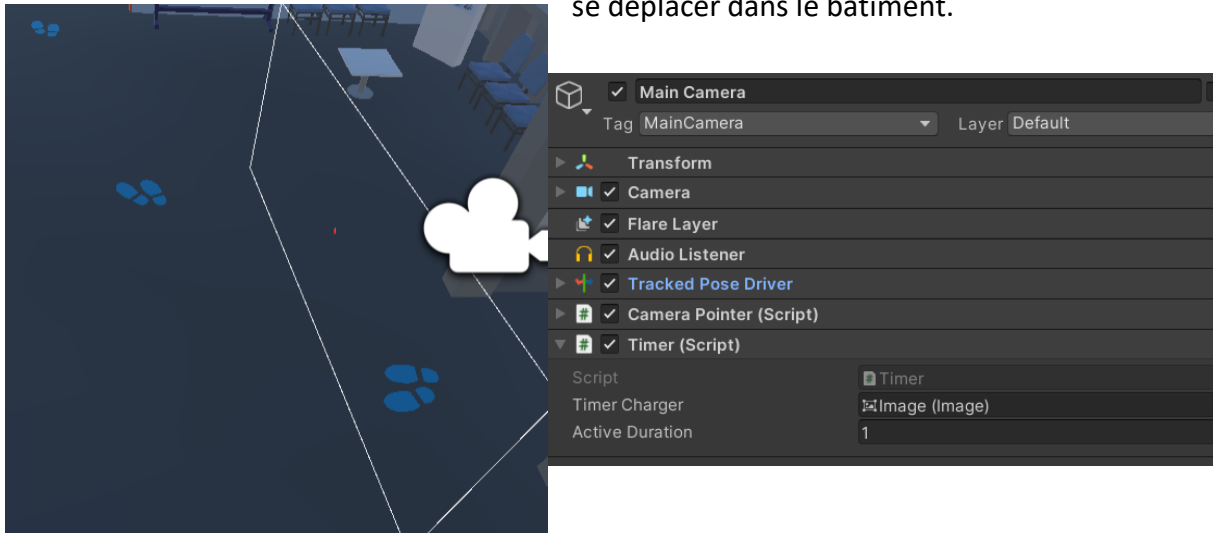 se déplacer dans le bâtiment.
Main Camera
Tag MainCamera Layer Default
Transform
Camera
Flare Layer
Audio Listener
Tracked Pose Driver
# Camera Pointer (Script)
# Timer (Script)
Script # Timer
Timer Charger Image (Image)
Active Duration 1